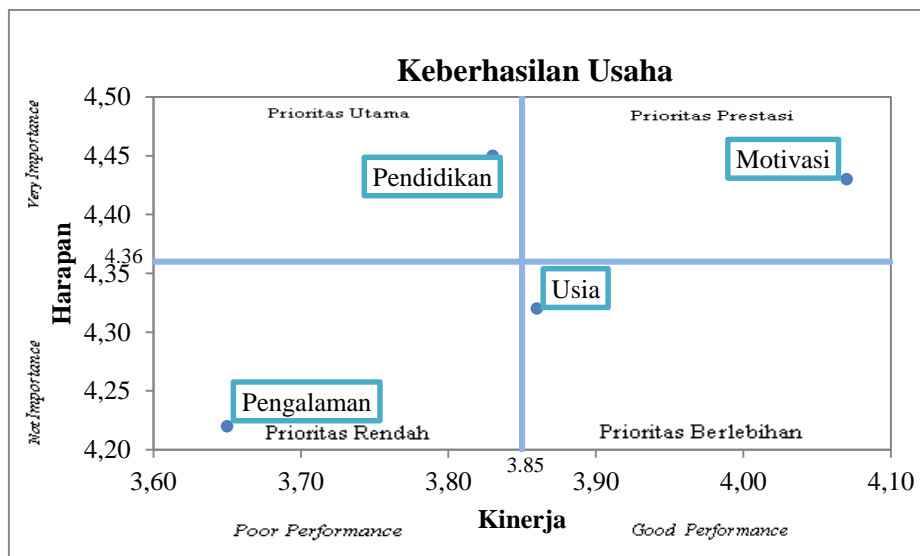 Keberhasilan Usaha
4,50
4,45
4,40
4,35
4,30
4,25
4,20
4.36
Very Importance
Harapan
Not Importance
Prioritas Utama
Prioritas Prestasi
Pendidikan
Motivasi
Usia
Pengalaman
Prioritas Rendah
Prioritas Berlebihan
3.85
3,60
3,70
3,80
3,90
4,00
4,10
Kinerja
Poor Performance
Good Performance